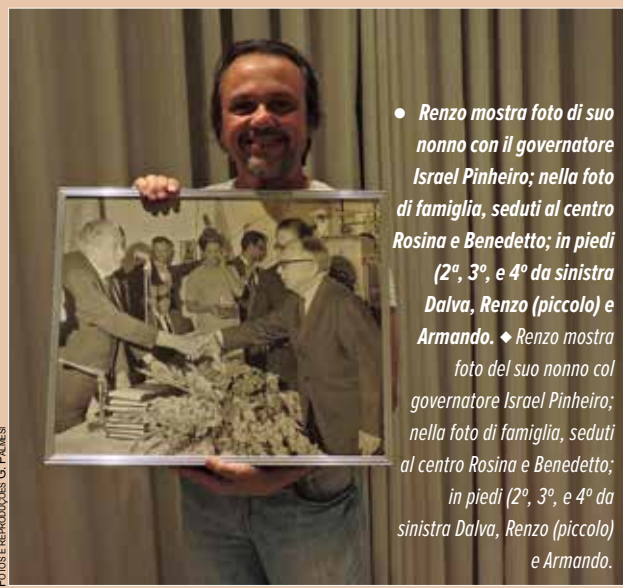 ● Renzo mostra foto di suo
nonno con il governatore
Israel Pinheiro; nella foto
di famiglia, seduti al centro
Rosina e Benedetto; in piedi
(2ª, 3º, e 4º da sinistra
Dalva, Renzo (piccolo) e
Armando. ◆ Renzo mostra
foto del suo nonno col
governatore Israel Pinheiro;
nella foto di famiglia, seduti
al centro Rosina e Benedetto;
in piedi (2º, 3º, e 4º da
sinistra Dalva, Renzo (piccolo)
e Armando.
FOTOS E REPRODUÇÕES G. PALMESI